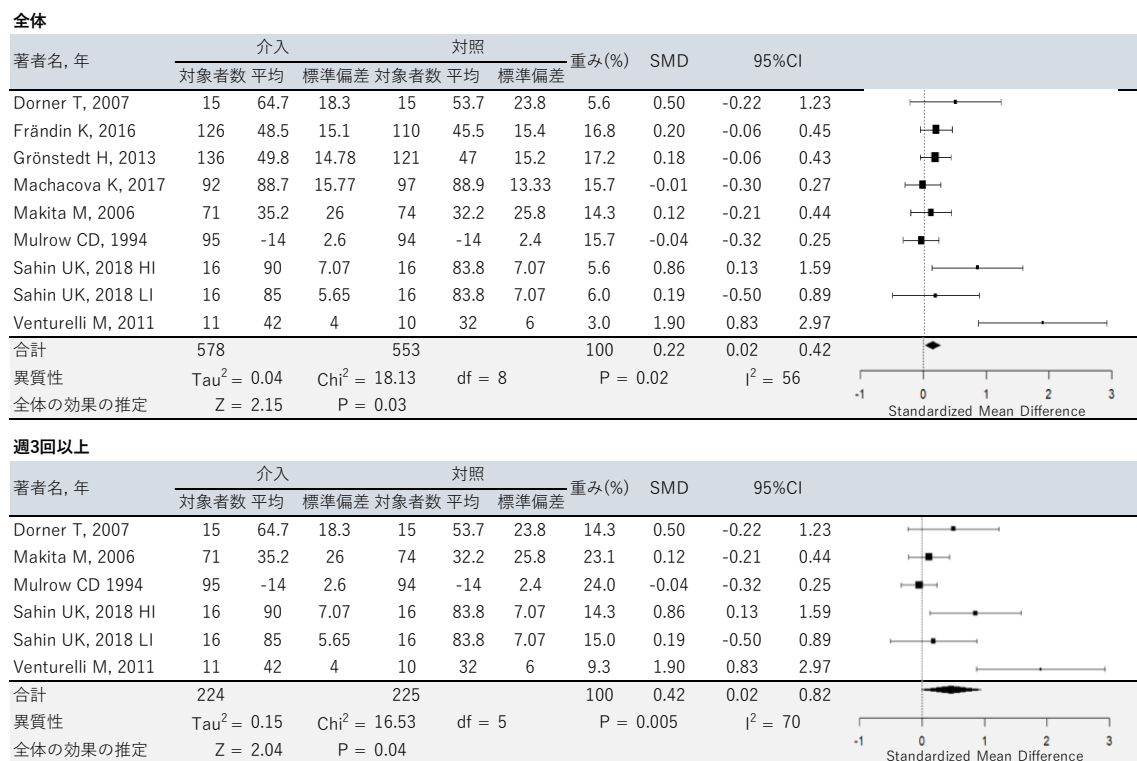 全体
著者名, 年 介入 対照 重み(%) SMD 95%CI
対象者数 平均 標準偏差 対象者数 平均 標準偏差
Dorner T, 2007 15 64.7 18.3 15 53.7 23.8 5.6 0.50 -0.22 1.23
Frändin K, 2016 126 48.5 15.1 110 45.5 15.4 16.8 0.20 -0.06 0.45
Grönstedt H, 2013 136 49.8 14.78 121 47 15.2 17.2 0.18 -0.06 0.43
Machacova K, 2017 92 88.7 15.77 97 88.9 13.33 15.7 -0.01 -0.30 0.27
Makita M, 2006 71 35.2 26 74 32.2 25.8 14.3 0.12 -0.21 0.44
Mulrow CD, 1994 95 -14 2.6 94 -14 2.4 15.7 -0.04 -0.32 0.25
Sahin UK, 2018 HI 16 90 7.07 16 83.8 7.07 5.6 0.86 0.13 1.59
Sahin UK, 2018 LI 16 85 5.65 16 83.8 7.07 6.0 0.19 -0.50 0.89
Venturelli M, 2011 11 42 4 10 32 6 3.0 1.90 0.83 2.97
合計 578 553 100 0.22 0.02 0.42
異質性 Tau² = 0.04 Chi² = 18.13 df = 8 P = 0.02 I² = 56
全体の効果の推定 Z = 2.15 P = 0.03
-1 0 1 2 3
Standardized Mean Difference
週3回以上
著者名, 年 介入 対照 重み(%) SMD 95%CI
対象者数 平均 標準偏差 対象者数 平均 標準偏差
Dorner T, 2007 15 64.7 18.3 15 53.7 23.8 14.3 0.50 -0.22 1.23
Makita M, 2006 71 35.2 26 74 32.2 25.8 23.1 0.12 -0.21 0.44
Mulrow CD 1994 95 -14 2.6 94 -14 2.4 24.0 -0.04 -0.32 0.25
Sahin UK, 2018 HI 16 90 7.07 16 83.8 7.07 14.3 0.86 0.13 1.59
Sahin UK, 2018 LI 16 85 5.65 16 83.8 7.07 15.0 0.19 -0.50 0.89
Venturelli M, 2011 11 42 4 10 32 6 9.3 1.90 0.83 2.97
合計 224 225 100 0.42 0.02 0.82
異質性 Tau² = 0.15 Chi² = 16.53 df = 5 P = 0.005 I² = 70
全体の効果の推定 Z = 2.04 P = 0.04
-1 0 1 2 3
Standardized Mean Difference